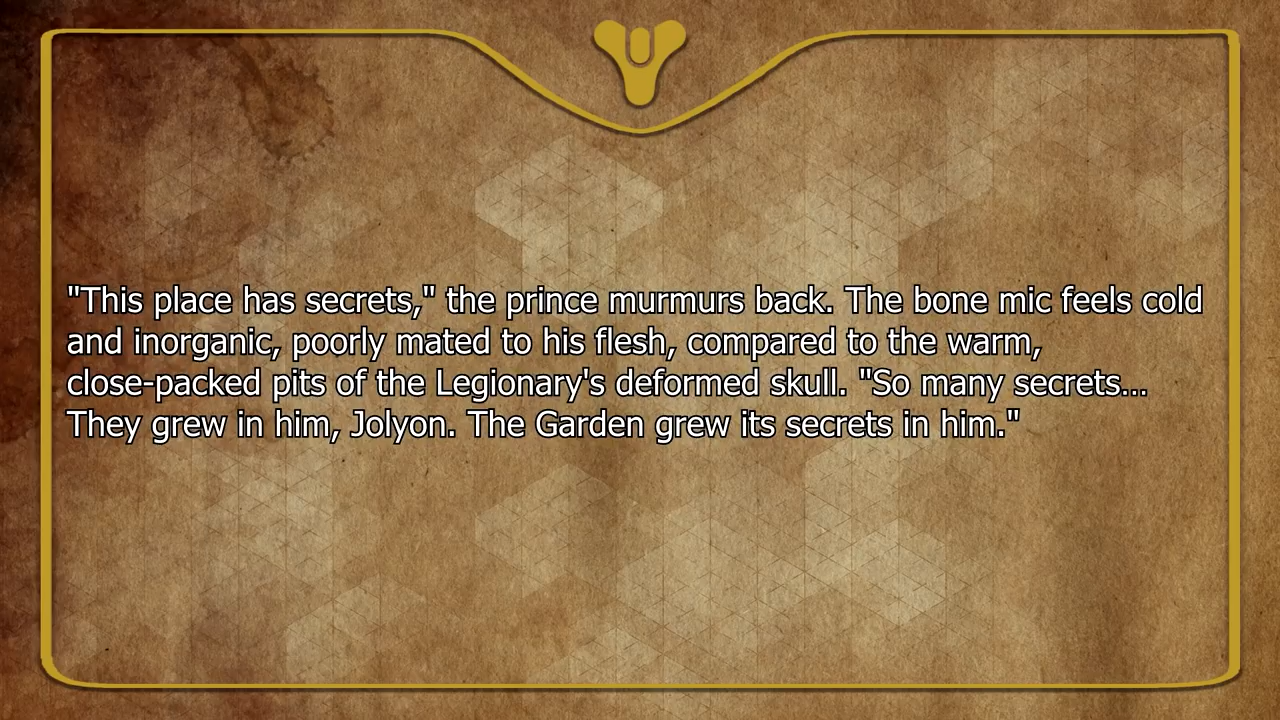 "This place has secrets," the prince murmurs back. The bone mic feels cold
and inorganic, poorly mated to his flesh, compared to the warm,
close-packed pits of the Legionary's deformed skull. "So many secrets...
They grew in him, Jolyon. The Garden grew its secrets in him."